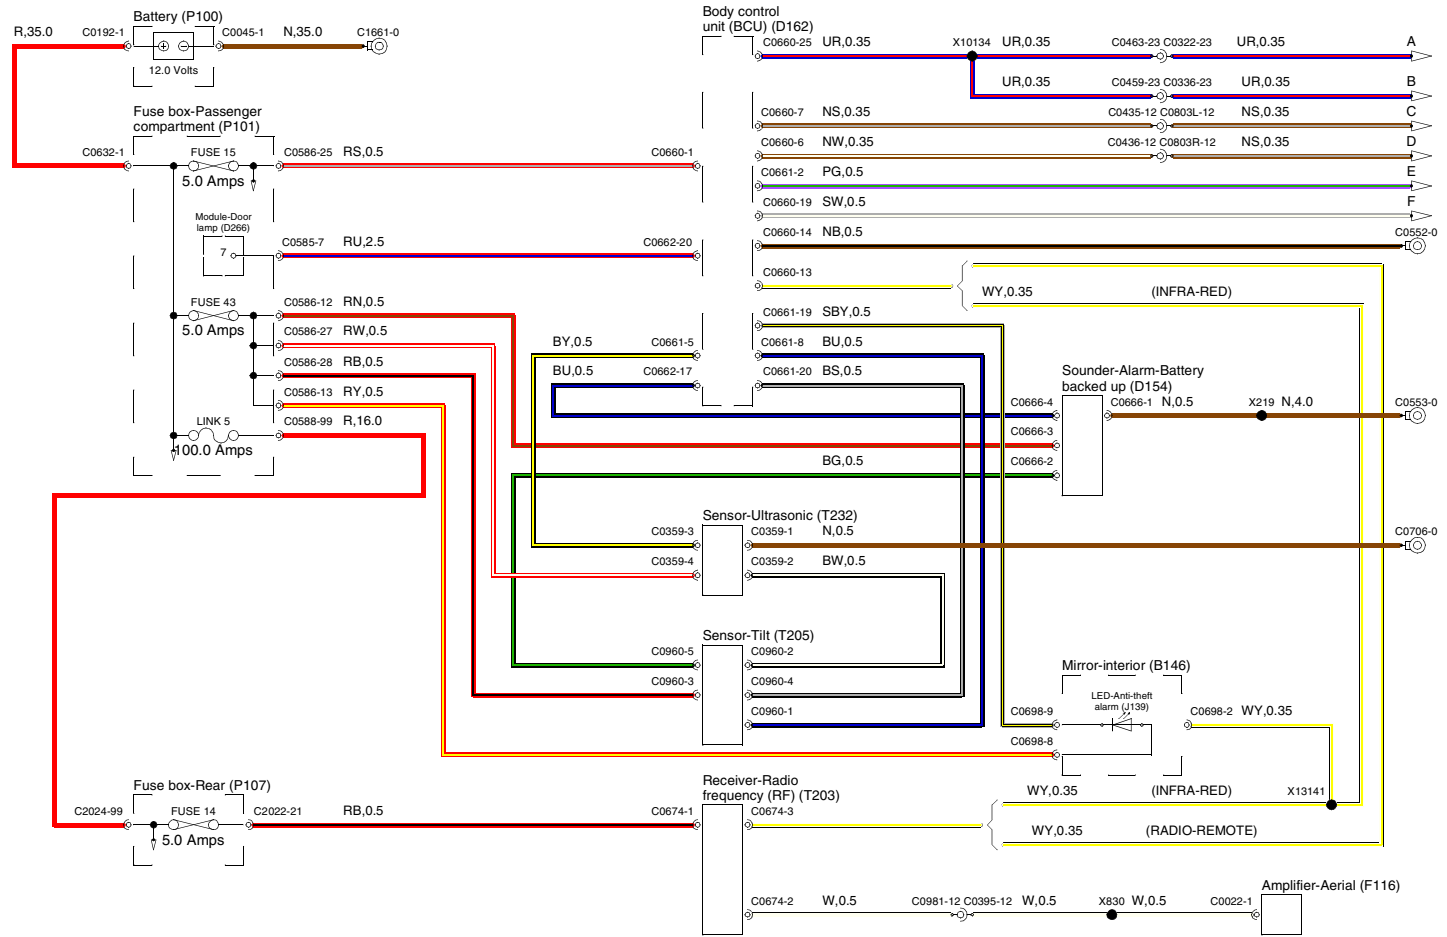 Battery (P100)
R,35.0
C0192-1
C0045-1
N,35.0
C1661-0
12.0 Volts
Fuse box-Passenger
compartment (P101)
C0632-1
FUSE 15
5.0 Amps
C0586-25
RS,0.5
C0660-1
Module-Door
lamp (D266)
7
C0585-7
RU,2.5
C0662-20
FUSE 43
5.0 Amps
C0586-12
RN,0.5
C0586-27
RW,0.5
C0586-28
RB,0.5
C0586-13
RY,0.5
LINK 5
100.0 Amps
C0588-99
R,16.0
Body control
unit (BCU) (D162)
C0660-25
UR,0.35
X10134
UR,0.35
C0463-23
C0322-23
UR,0.35
A
UR,0.35
C0459-23
C0336-23
UR,0.35
B
C0660-7
NS,0.35
C0435-12
C0803L-12
NS,0.35
C
C0660-6
NW,0.35
C0436-12
C0803R-12
NS,0.35
D
C0661-2
PG,0.5
E
C0660-19
SW,0.5
F
C0660-14
NB,0.5
C0552-0
C0660-13
WY,0.35
(INFRA-RED)
C0661-19
SBY,0.5
BY,0.5
C0661-5
C0661-8
BU,0.5
BU,0.5
C0662-17
C0661-20
BS,0.5
Sounder-Alarm-Battery
backed up (D154)
C0666-4
C0666-1
N,0.5
X219
N,4.0
C0553-0
C0666-3
BG,0.5
C0666-2
Sensor-Ultrasonic (T232)
C0359-3
C0359-1
N,0.5
C0706-0
C0359-4
C0359-2
BW,0.5
Sensor-Tilt (T205)
C0960-5
C0960-2
C0960-3
C0960-4
C0960-1
Mirror-interior (B146)
LED-Anti-theft
alarm (J139)
C0698-9
C0698-2
WY,0.35
C0698-8
Fuse box-Rear (P107)
C2024-99
FUSE 14
5.0 Amps
C2022-21
RB,0.5
Receiver-Radio
frequency (RF) (T203)
C0674-1
C0674-3
WY,0.35
(INFRA-RED)
X13141
WY,0.35
(RADIO-REMOTE)
C0674-2
W,0.5
C0981-12
C0395-12
W,0.5
X830
W,0.5
C0022-1
Amplifier-Aerial (F116)